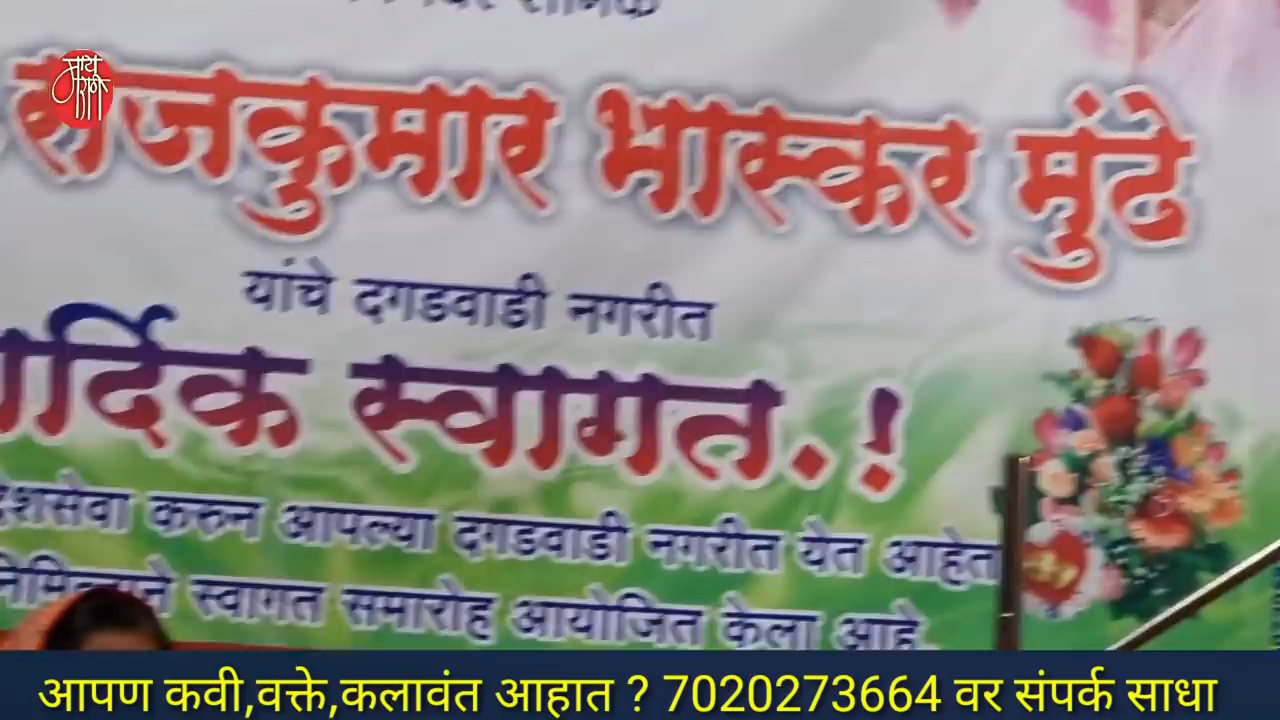 राजकुमार भास्कर मुंढे
यांचे दगडवाडी नगरीत
स्वागत.!
देशसेवा करुन आपल्या दगडवाडी नगरीत येत आहेत
स्वागत समारोह आयोजित केला आहे.
आपण कवी,वक्ते,कलावंत आहात ? 7020273664 वर संपर्क साधा